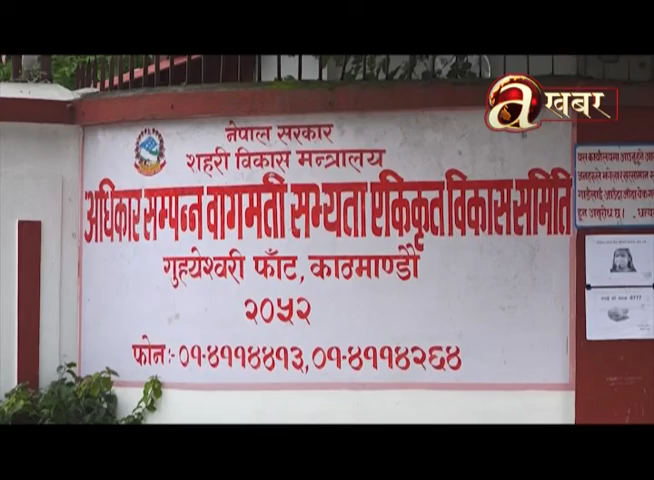 a खबर
नेपाल सरकार
शहरी विकास मन्त्रालय
अधिकार सम्पन्न वागमती सभ्यता एकिकृत विकास समिति
गुह्येश्वरी फाँट, काठमाण्डौ
२०५२
फोन:- ०१-४११४४१३, ०१-४११४२६४